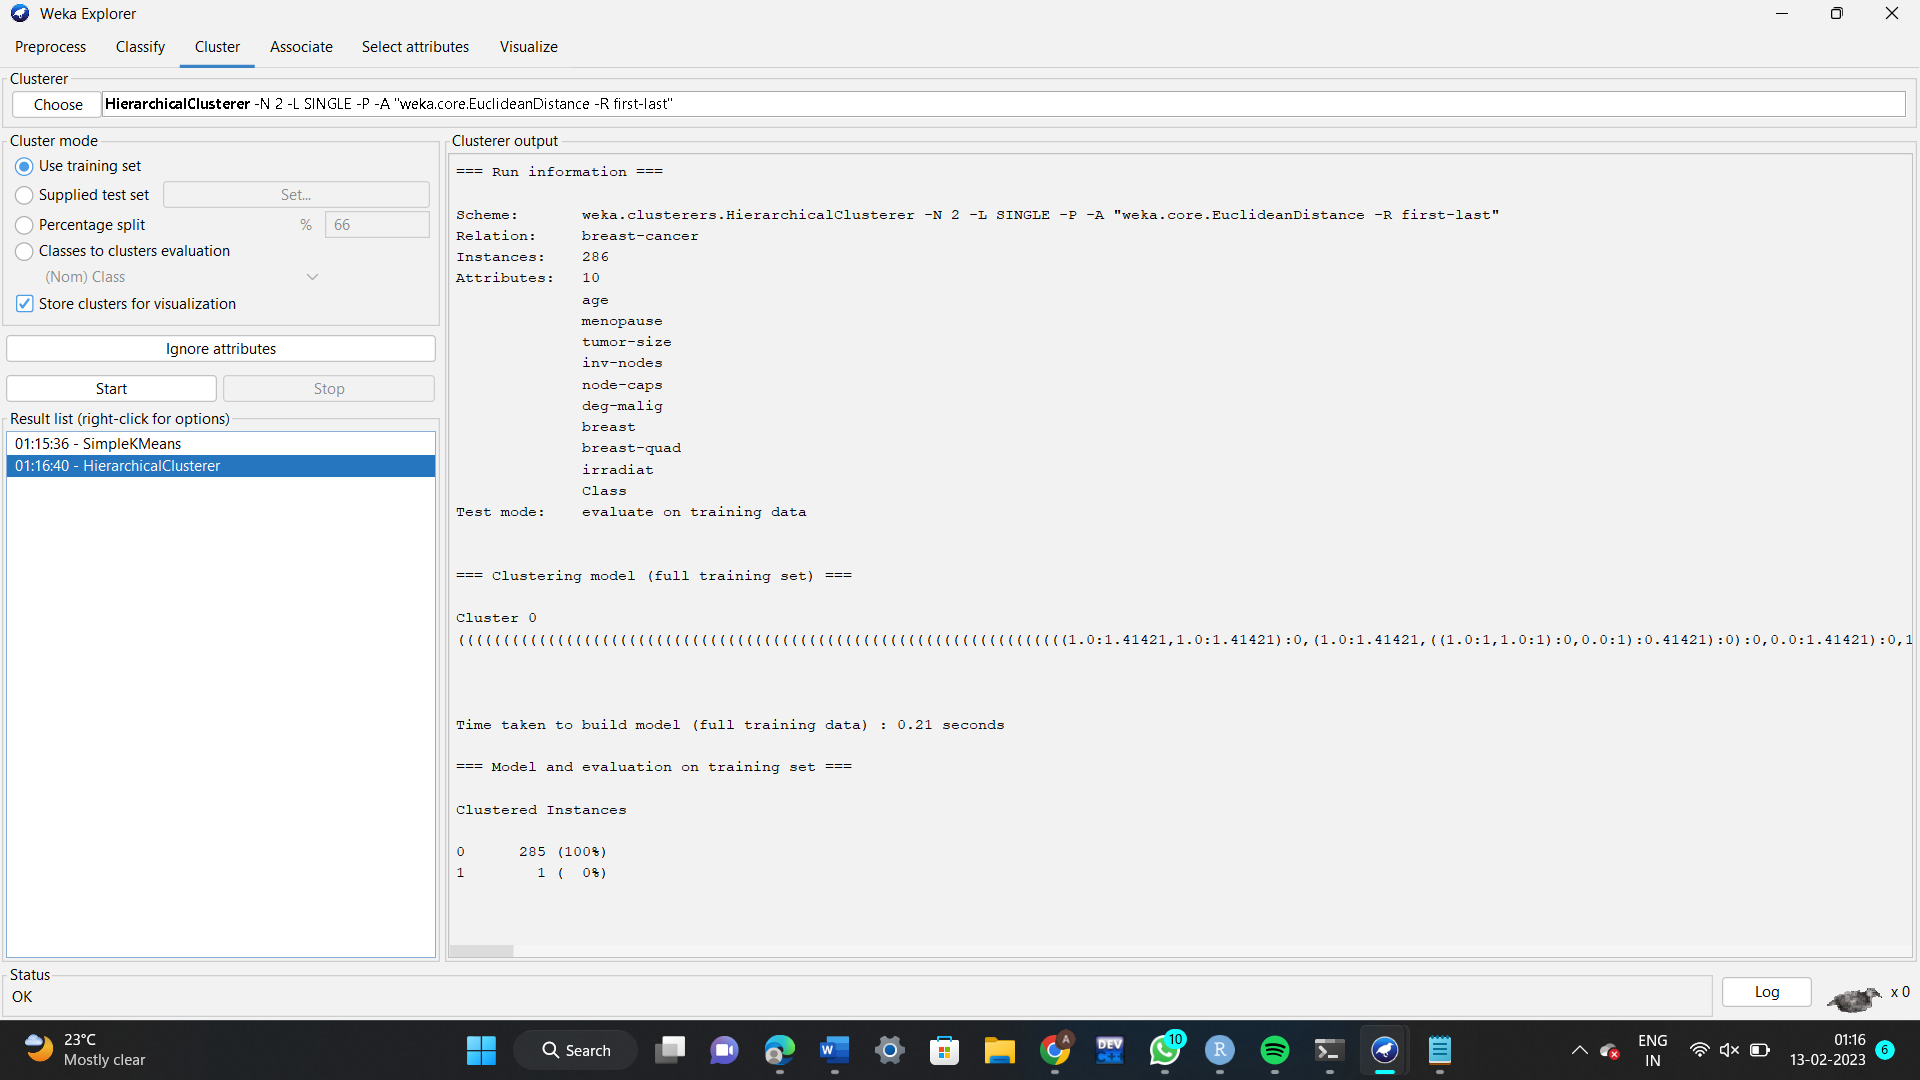 Weka Explorer
Preprocess Classify Cluster Associate Select attributes Visualize
Clusterer
Choose HierarchicalClusterer -N 2 -L SINGLE -P -A "weka.core.EuclideanDistance -R first-last"
Cluster mode
Use training set
Supplied test set Set...
Percentage split % 66
Classes to clusters evaluation
(Nom) Class
Store clusters for visualization
Ignore attributes
Start Stop
Result list (right-click for options)
01:15:36 - SimpleKMeans
01:16:40 - HierarchicalClusterer
Clusterer output
=== Run information ===
Scheme: weka.clusterers.HierarchicalClusterer -N 2 -L SINGLE -P -A "weka.core.EuclideanDistance -R first-last"
Relation: breast-cancer
Instances: 286
Attributes: 10
age
menopause
tumor-size
inv-nodes
node-caps
deg-malig
breast
breast-quad
irradiat
Class
Test mode: evaluate on training data
=== Clustering model (full training set) ===
Cluster 0
((((((((((((((((((((((((((((((((((((((((((((((((((((((((((((((((((((1.0:1.41421,1.0:1.41421):0,(1.0:1.41421,((1.0:1,1.0:1):0,0.0:1):0.41421):0):0,0.0:1.41421):0,1
Time taken to build model (full training data) : 0.21 seconds
=== Model and evaluation on training set ===
Clustered Instances
0 285 (100%)
1 1 ( 0%)
Status
OK
Log x 0
23°C
Mostly clear
Search
A
DEV
C++
W
10
R
ENG
IN
01:16
13-02-2023
6